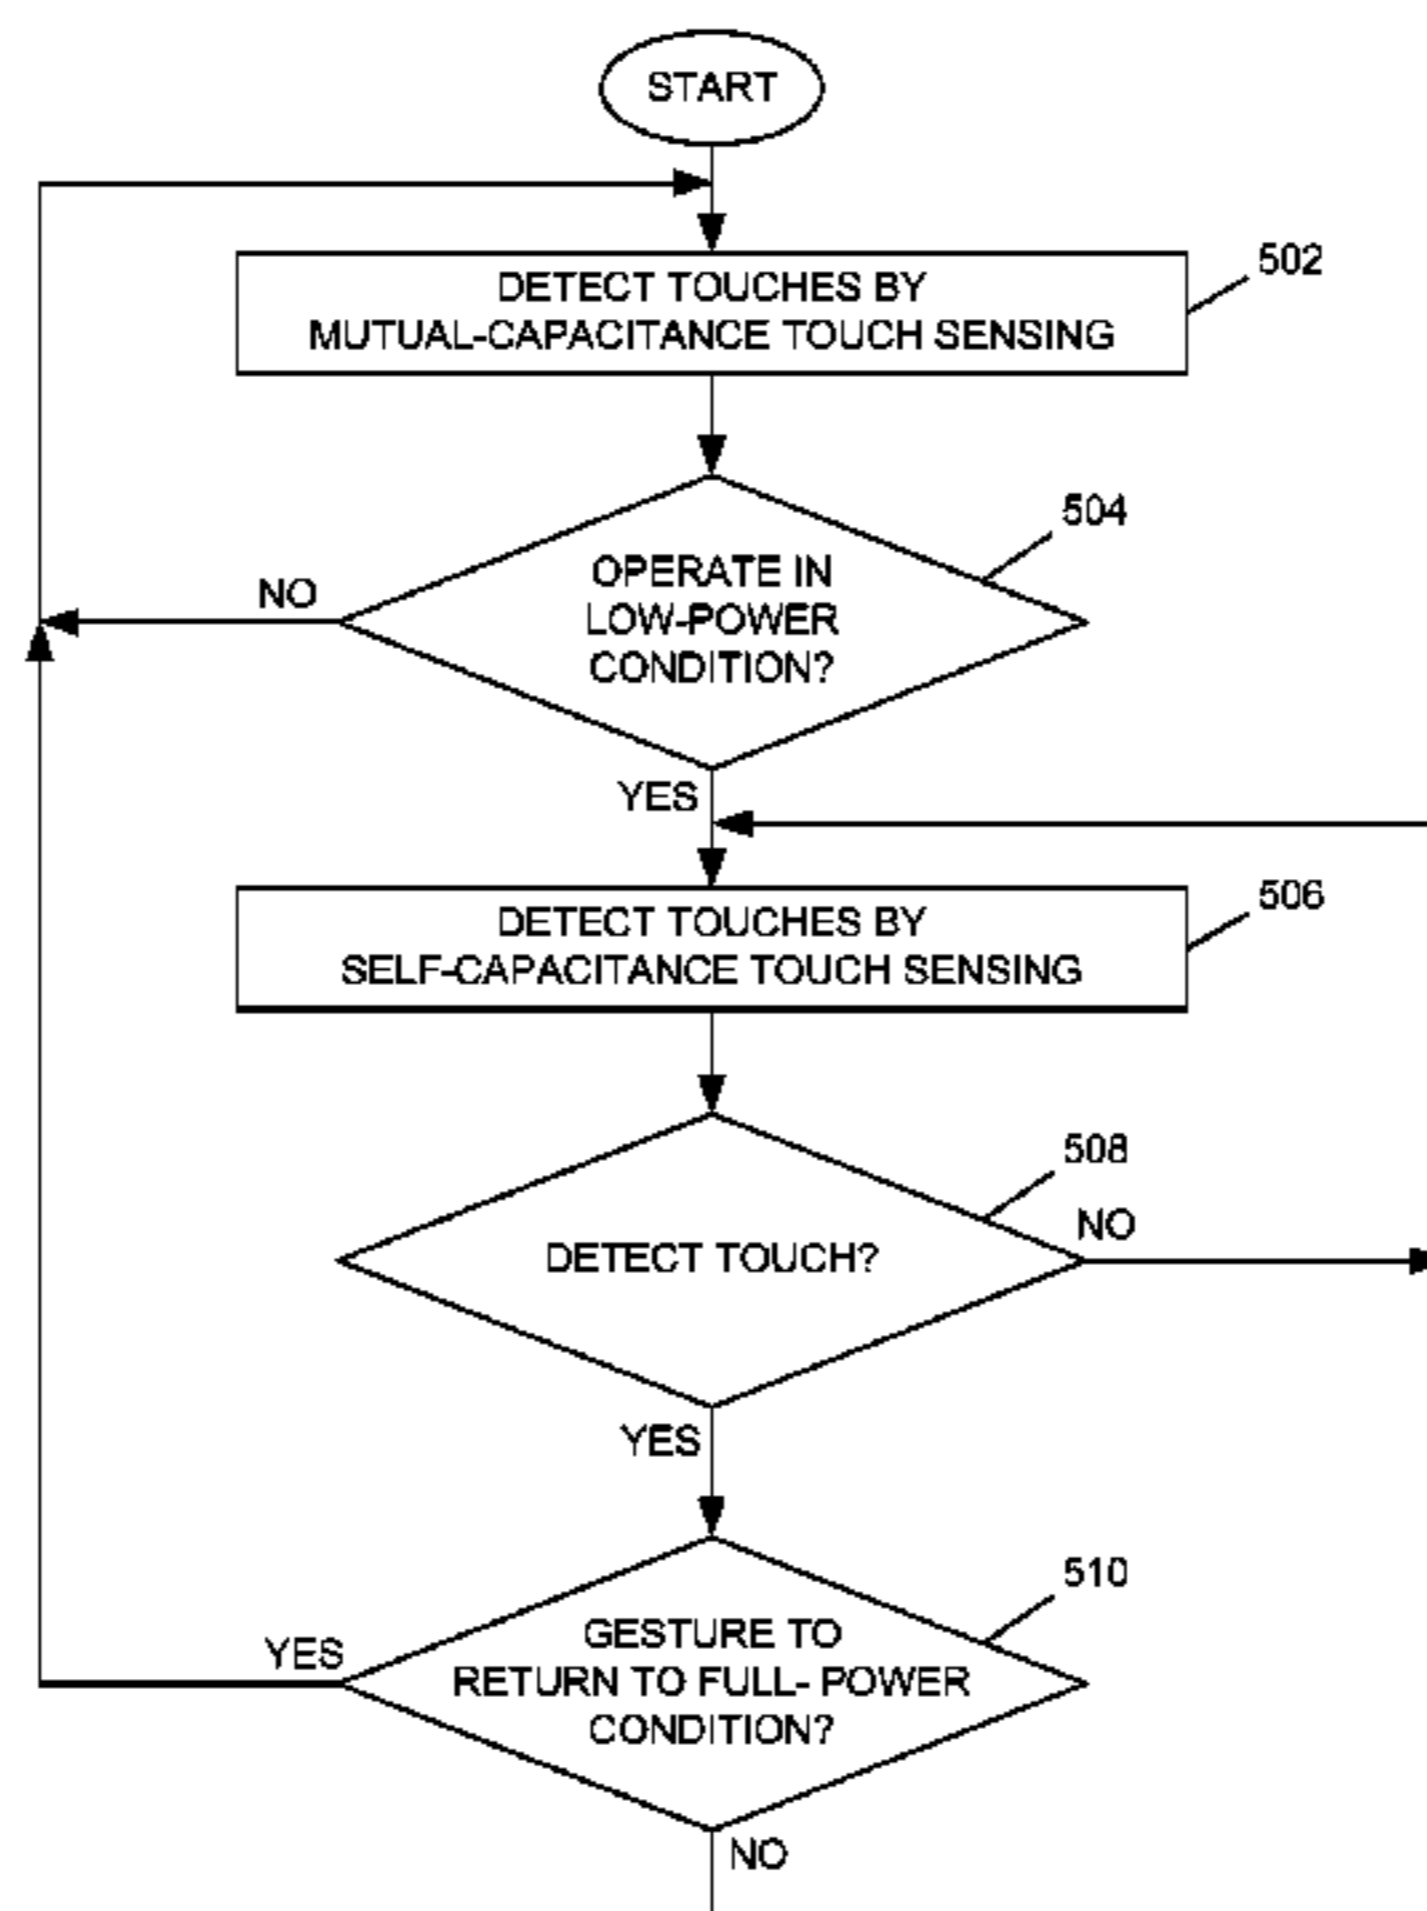 START
502
DETECT TOUCHES BY
MUTUAL-CAPACITANCE TOUCH SENSING
504
OPERATE IN
LOW-POWER
CONDITION?
NO
YES
506
DETECT TOUCHES BY
SELF-CAPACITANCE TOUCH SENSING
508
NO
DETECT TOUCH?
YES
510
GESTURE TO
RETURN TO FULL- POWER
CONDITION?
YES
NO